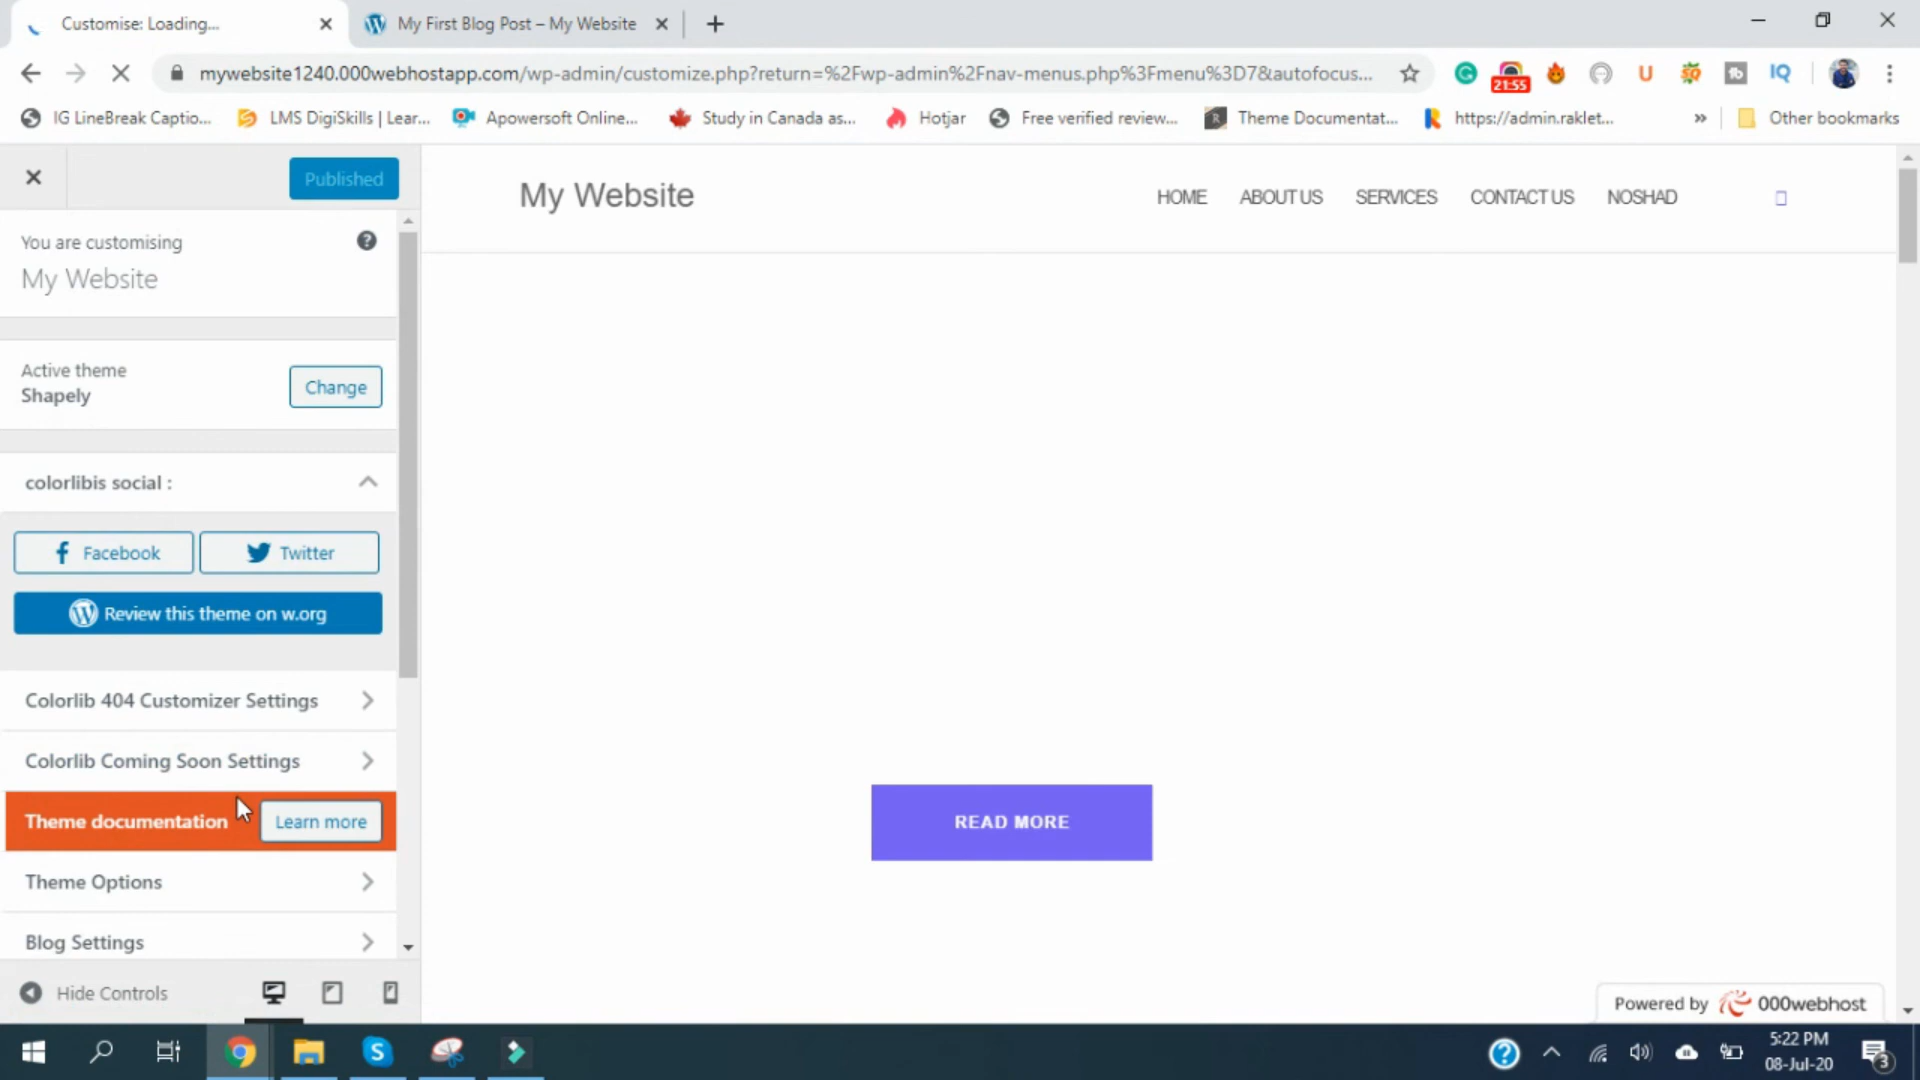 Customise: Loading...
My First Blog Post – My Website
mywebsite1240.000webhostapp.com/wp-admin/customize.php?return=%2Fwp-admin%2Fnav-menus.php%3Fmenu%3D7&autofocus...
21:55
U
IQ
IG LineBreak Captio...
LMS DigiSkills | Lear...
Apowersoft Online...
Study in Canada as...
Hotjar
Free verified review...
Theme Documentat...
https://admin.raklet...
Other bookmarks
Published
You are customising
My Website
Active theme
Shapely
Change
colorlibis social :
Facebook
Twitter
Review this theme on w.org
Colorlib 404 Customizer Settings
Colorlib Coming Soon Settings
Theme documentation
Learn more
Theme Options
Blog Settings
Hide Controls
My Website
HOME
ABOUT US
SERVICES
CONTACT US
NOSHAD
READ MORE
Powered by 000webhost
5:22 PM
08-Jul-20
3